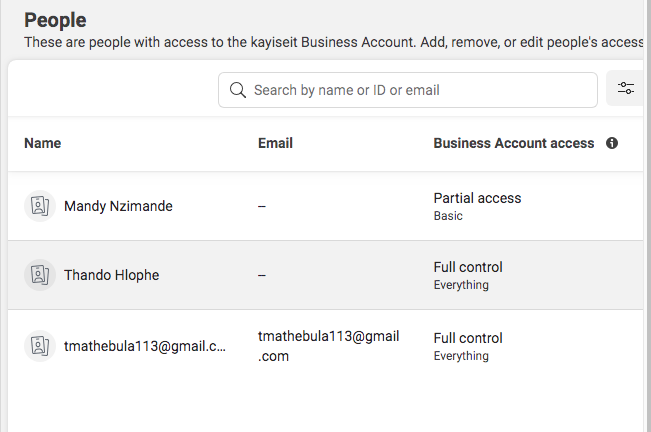 People
These are people with access to the kayiseit Business Account. Add, remove, or edit people's access
Search by name or ID or email
Name Email Business Account access
Mandy Nzimande – Partial access
Basic
Thando Hlophe – Full control
Everything
tmathebula113@gmail.c... tmathebula113@gmail
.com Full control
Everything